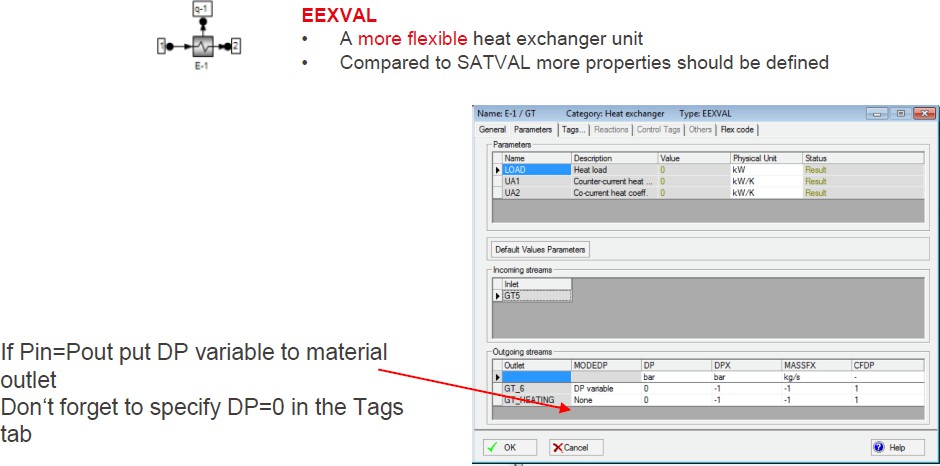 q-1
1
2
E-1
EEXVAL
• A more flexible heat exchanger unit
• Compared to SATVAL more properties should be defined
Name: E-1 / GT Category: Heat exchanger Type: EEXVAL
General Parameters Tags... Reactions Control Tags Others Flex code
Parameters
Name Description Value Physical Unit Status
LOAD Heat load 0 kW Result
UA1 Counter-current heat ... 0 kW/K Result
UA2 Co-current heat coeff. 0 kW/K Result
Default Values Parameters
Incoming streams
Inlet
GT5
If Pin=Pout put DP variable to material
outlet
Don‘t forget to specify DP=0 in the Tags
tab
Outgoing streams
Outlet MODEDP DP DPX MASSFX CFDP
bar bar kg/s -
GT_6 DP variable 0 -1 -1 1
GT_HEATING None 0 -1 -1 1
OK Cancel Help